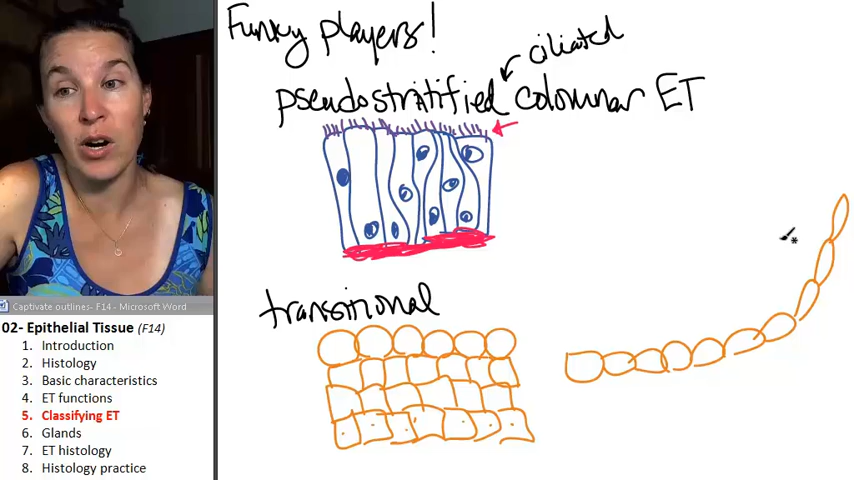 Funky players!
ciliated
pseudostratified columnar ET
transitional
Captivate outlines- F14 - Microsoft Word
02- Epithelial Tissue (F14)
1. Introduction
2. Histology
3. Basic characteristics
4. ET functions
5. Classifying ET
6. Glands
7. ET histology
8. Histology practice